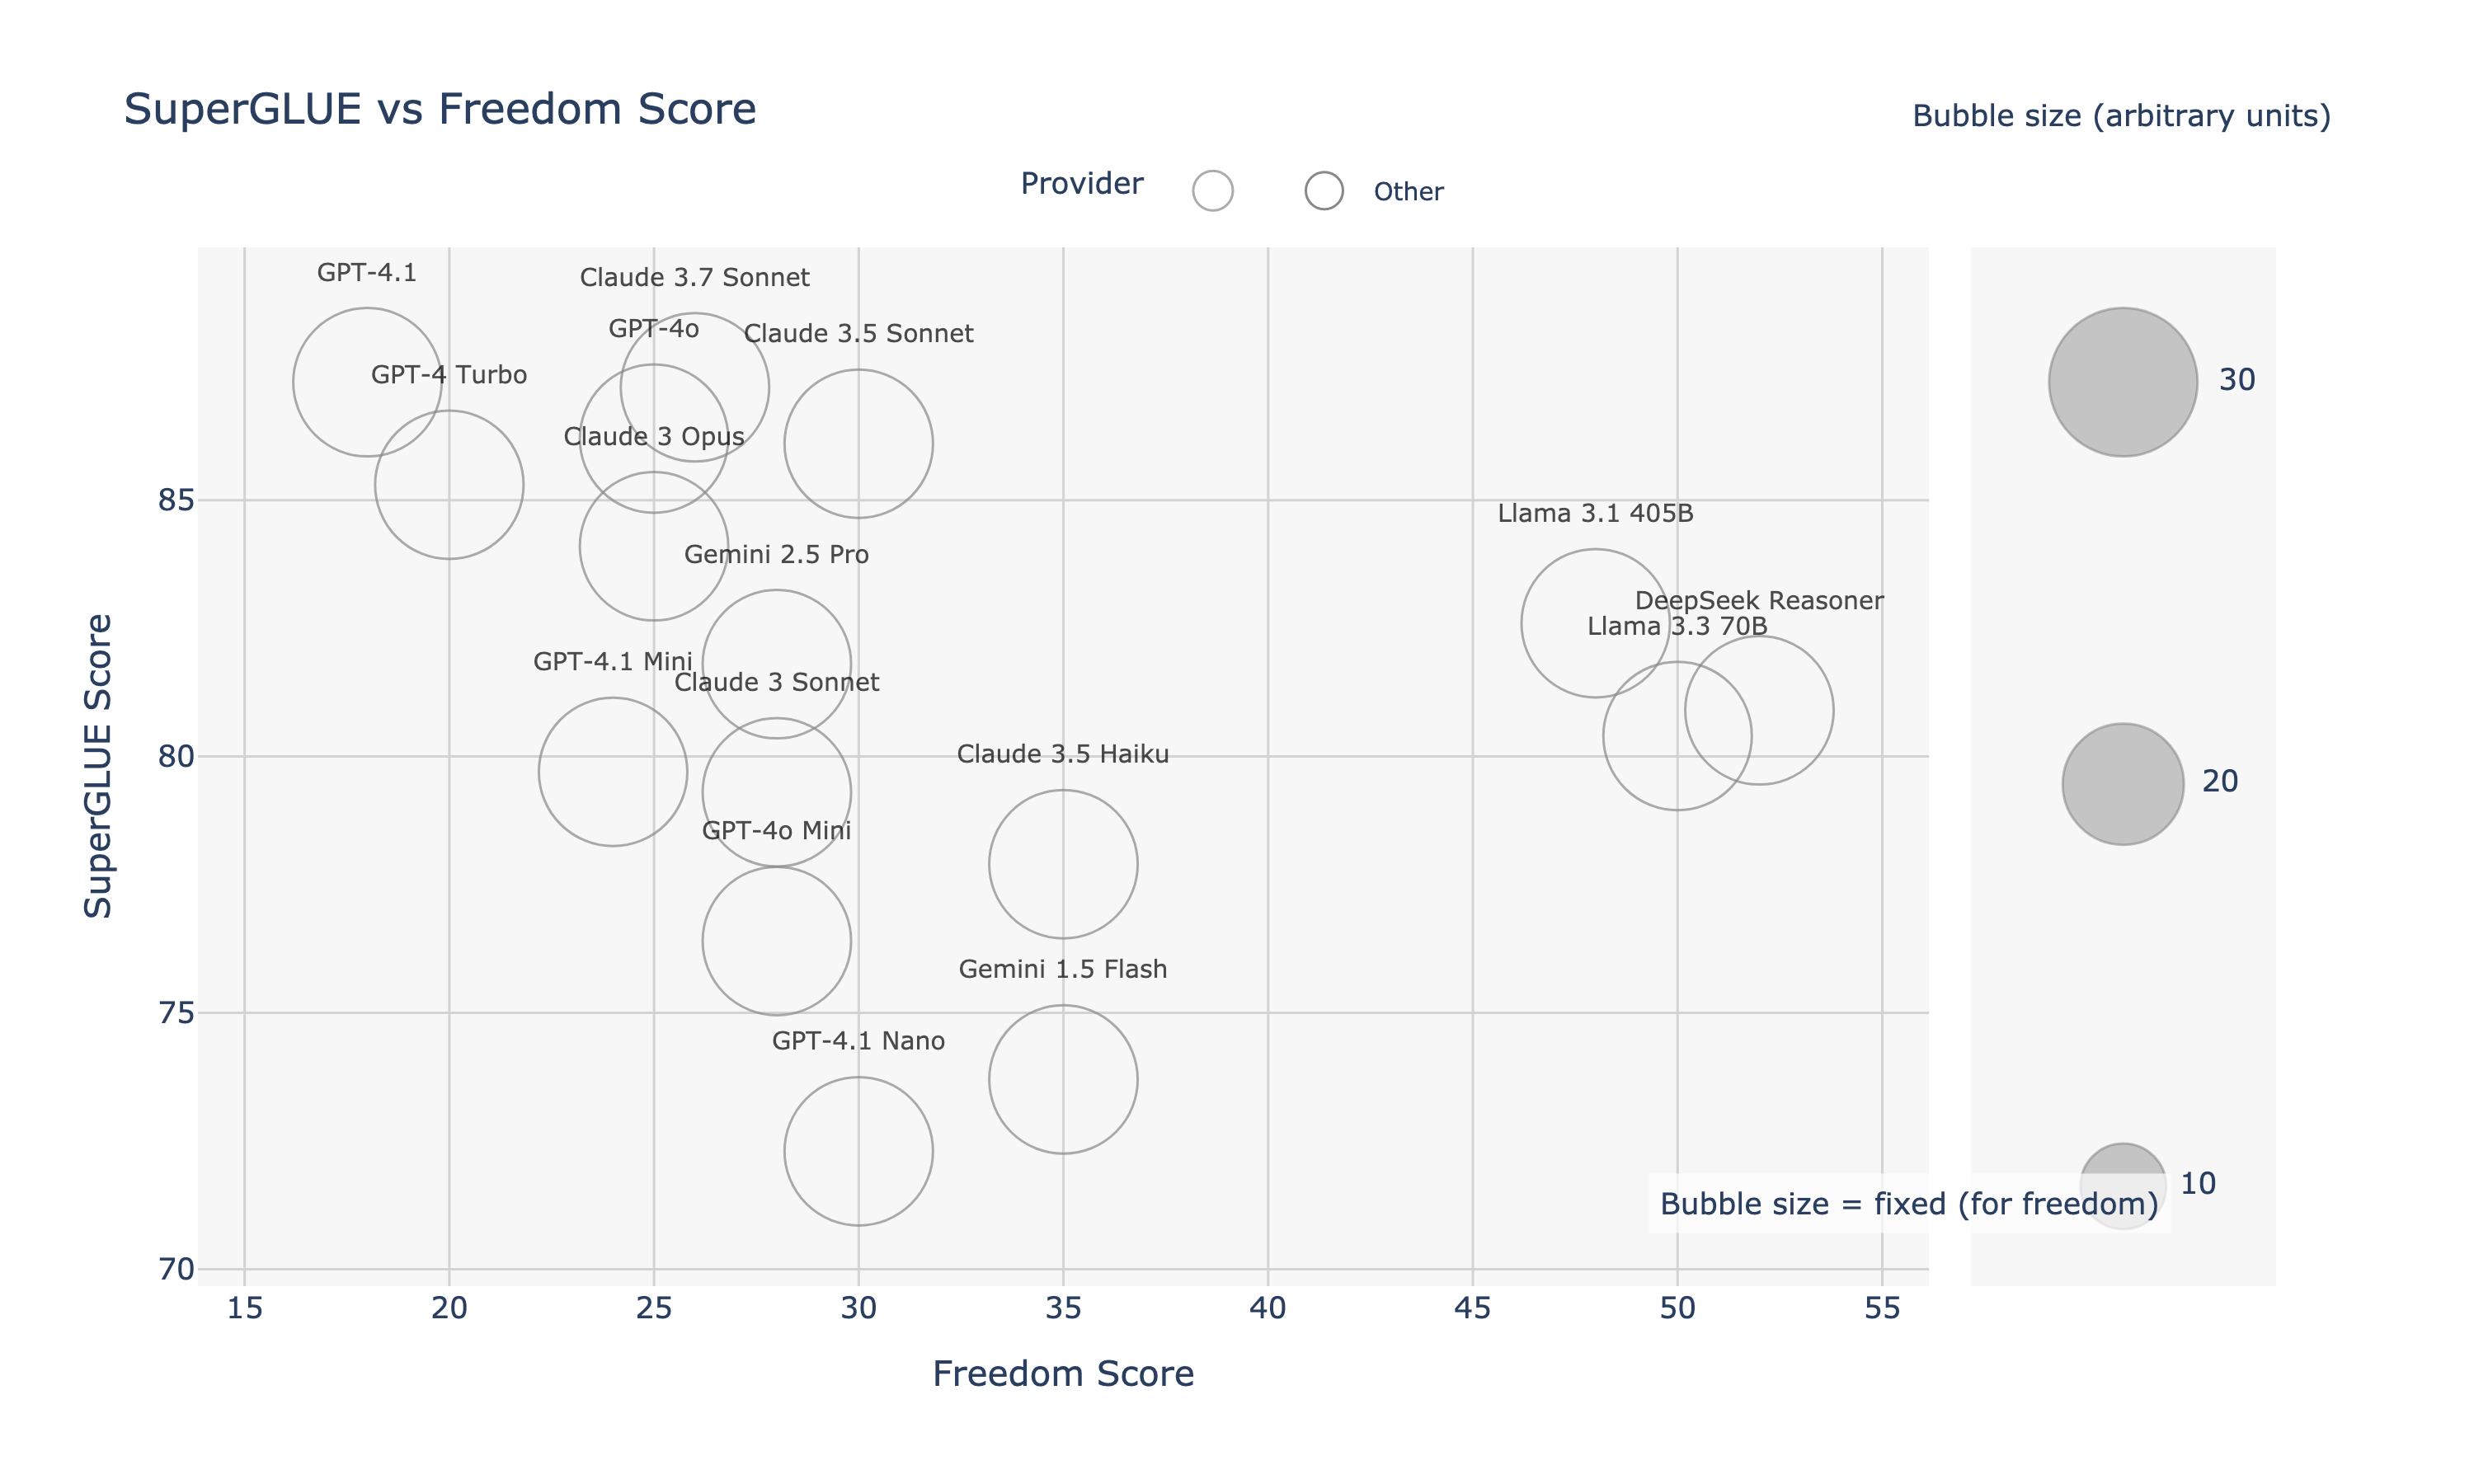 SuperGLUE vs Freedom Score
Bubble size (arbitrary units)
Provider
Other
GPT-4.1
Claude 3.7 Sonnet
GPT-4o
Claude 3.5 Sonnet
GPT-4 Turbo
Claude 3 Opus
Gemini 2.5 Pro
Llama 3.1 405B
DeepSeek Reasoner
Llama 3.3 70B
GPT-4.1 Mini
Claude 3 Sonnet
Claude 3.5 Haiku
GPT-4o Mini
Gemini 1.5 Flash
GPT-4.1 Nano
30
20
10
Bubble size = fixed (for freedom)
SuperGLUE Score
85
80
75
70
15 20 25 30 35 40 45 50 55
Freedom Score